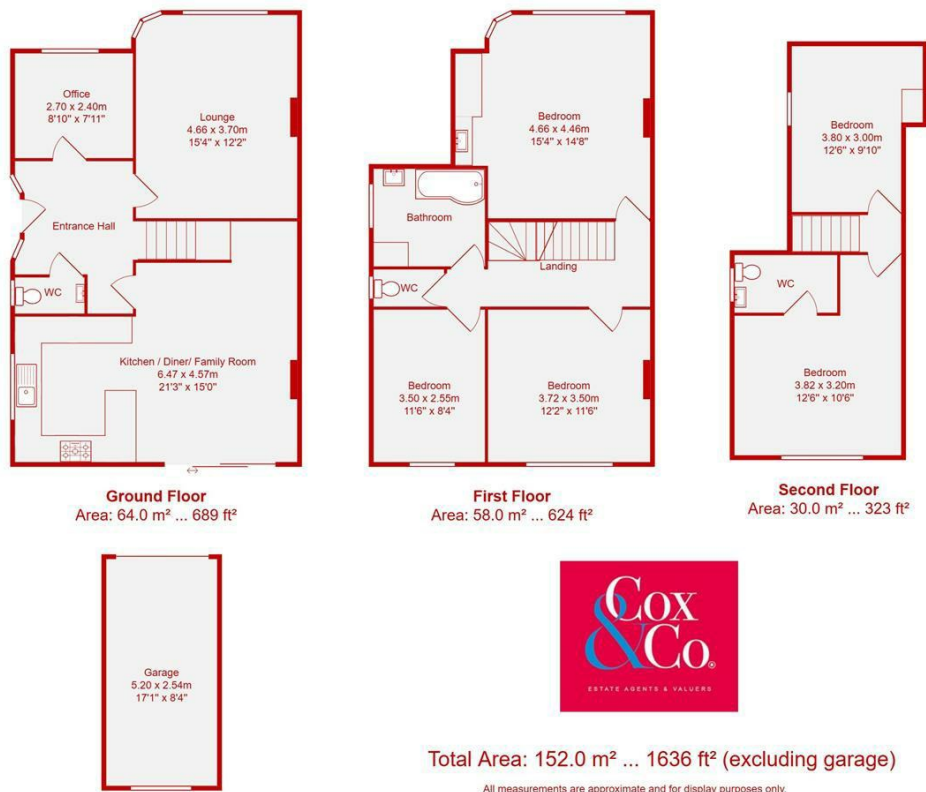 Office
2.70 x 2.40m
8'10" x 7'11"
Lounge
4.66 x 3.70m
15'4" x 12'2"
Entrance Hall
WC
Kitchen / Diner/ Family Room
6.47 x 4.57m
21'3" x 15'0"
Ground Floor
Area: 64.0 m² ... 689 ft²
Bedroom
4.66 x 4.46m
15'4" x 14'8"
Bathroom
Landing
WC
Bedroom
3.50 x 2.55m
11'6" x 8'4"
Bedroom
3.72 x 3.50m
12'2" x 11'6"
First Floor
Area: 58.0 m² ... 624 ft²
Bedroom
3.80 x 3.00m
12'6" x 9'10"
WC
Bedroom
3.82 x 3.20m
12'6" x 10'6"
Second Floor
Area: 30.0 m² ... 323 ft²
Garage
5.20 x 2.54m
17'1" x 8'4"
Cox
&Co.®
ESTATE AGENTS & VALUERS
Total Area: 152.0 m² ... 1636 ft² (excluding garage)
All measurements are approximate and for display purposes only.